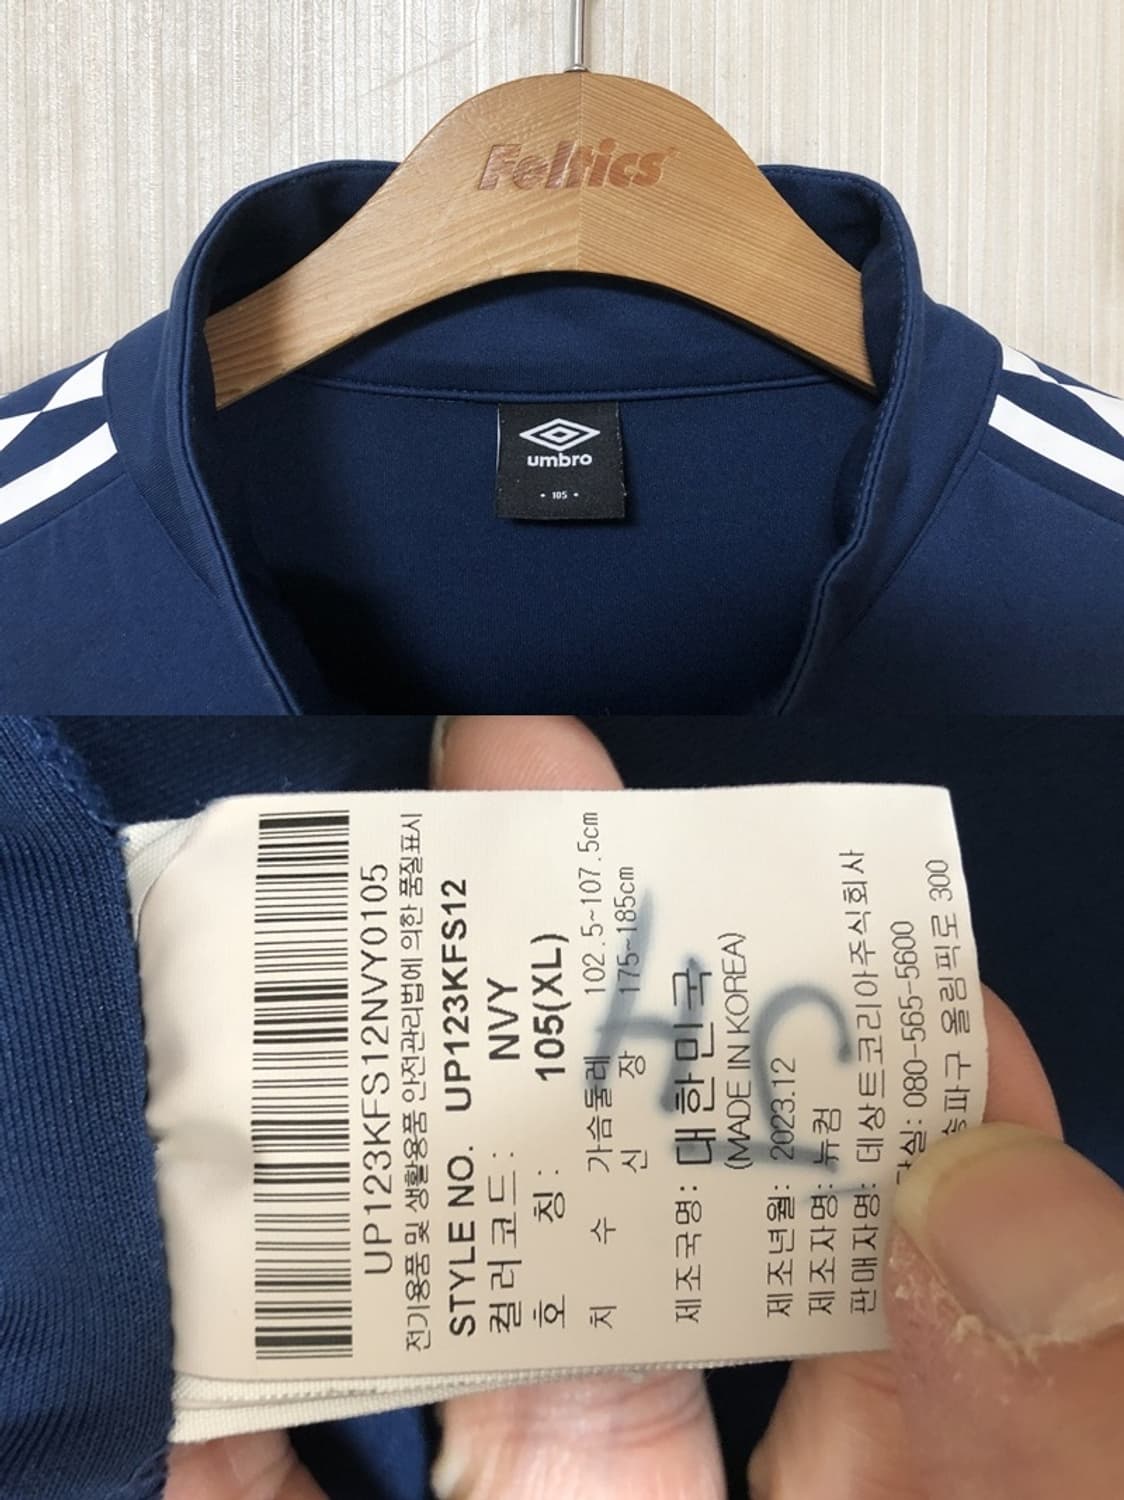 Feltics
umbro
• 105 •
UP123KFS12NVY0105
전기용품 및 생활용품 안전관리법에 의한 품질표시
STYLE NO. UP123KFS12
컬러코드: NVY
호 칭: 105(XL)
치 수 가슴둘레 102.5~107.5cm
신 장 175~185cm
제조국명: 대한민국
(MADE IN KOREA)
제조년월: 2023.12
제조자명: 뉴컴
판매자명: 데상트코리아주식회사
담실: 080-565-5600
송파구 올림픽로 300